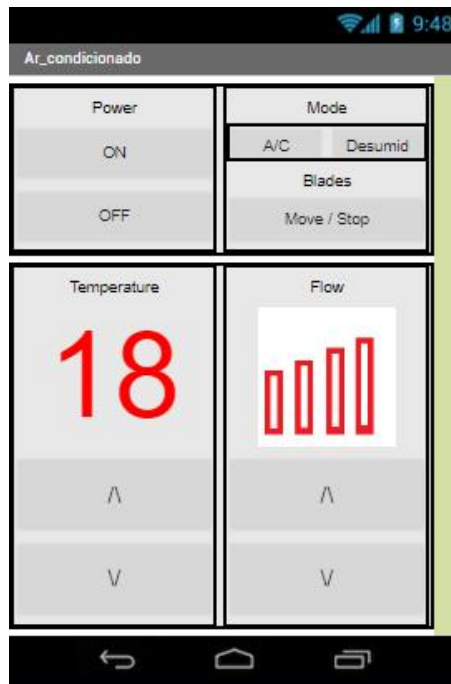 9:48
Ar_condicionado
Power
ON
OFF
Mode
A/C Desumid
Blades
Move / Stop
Temperature
18
/\
\/
Flow
/\
\/